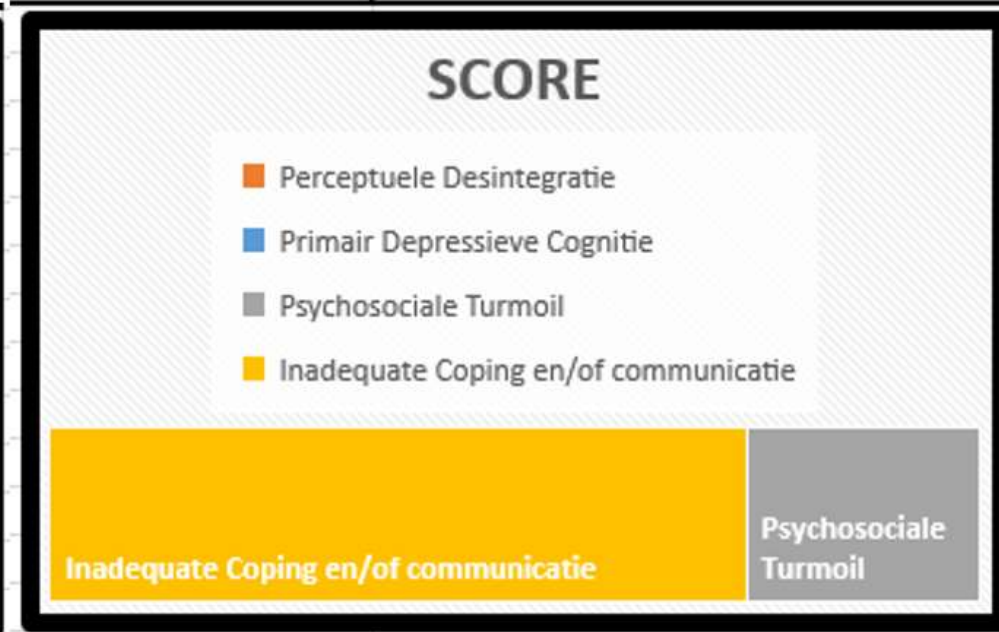 SCORE
Perceptuele Desintegratie
Primair Depressieve Cognitie
Psychosociale Turmoil
Inadequate Coping en/of communicatie
Inadequate Coping en/of communicatie
Psychosociale
Turmoil